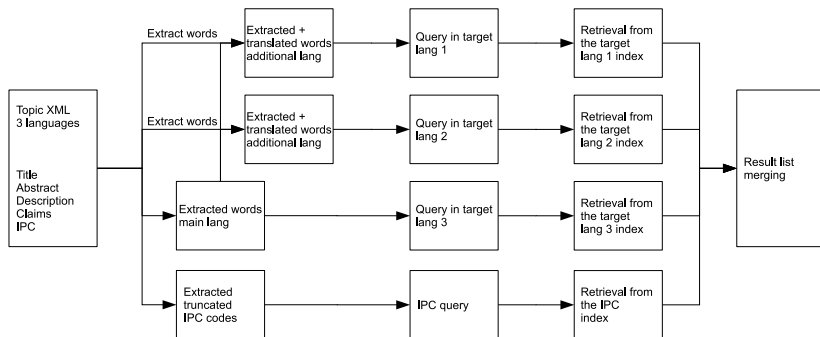 Extract words
Extracted +
translated words
additional lang
Query in target
lang 1
Retrieval from
the target
lang 1 index
Topic XML
3 languages
Title
Abstract
Description
Claims
IPC
Extract words
Extracted +
translated words
additional lang
Query in target
lang 2
Retrieval from
the target
lang 2 index
Result list
merging
Extracted words
main lang
Query in target
lang 3
Retrieval from
the target
lang 3 index
Extracted
truncated
IPC codes
IPC query
Retrieval from
the IPC
index